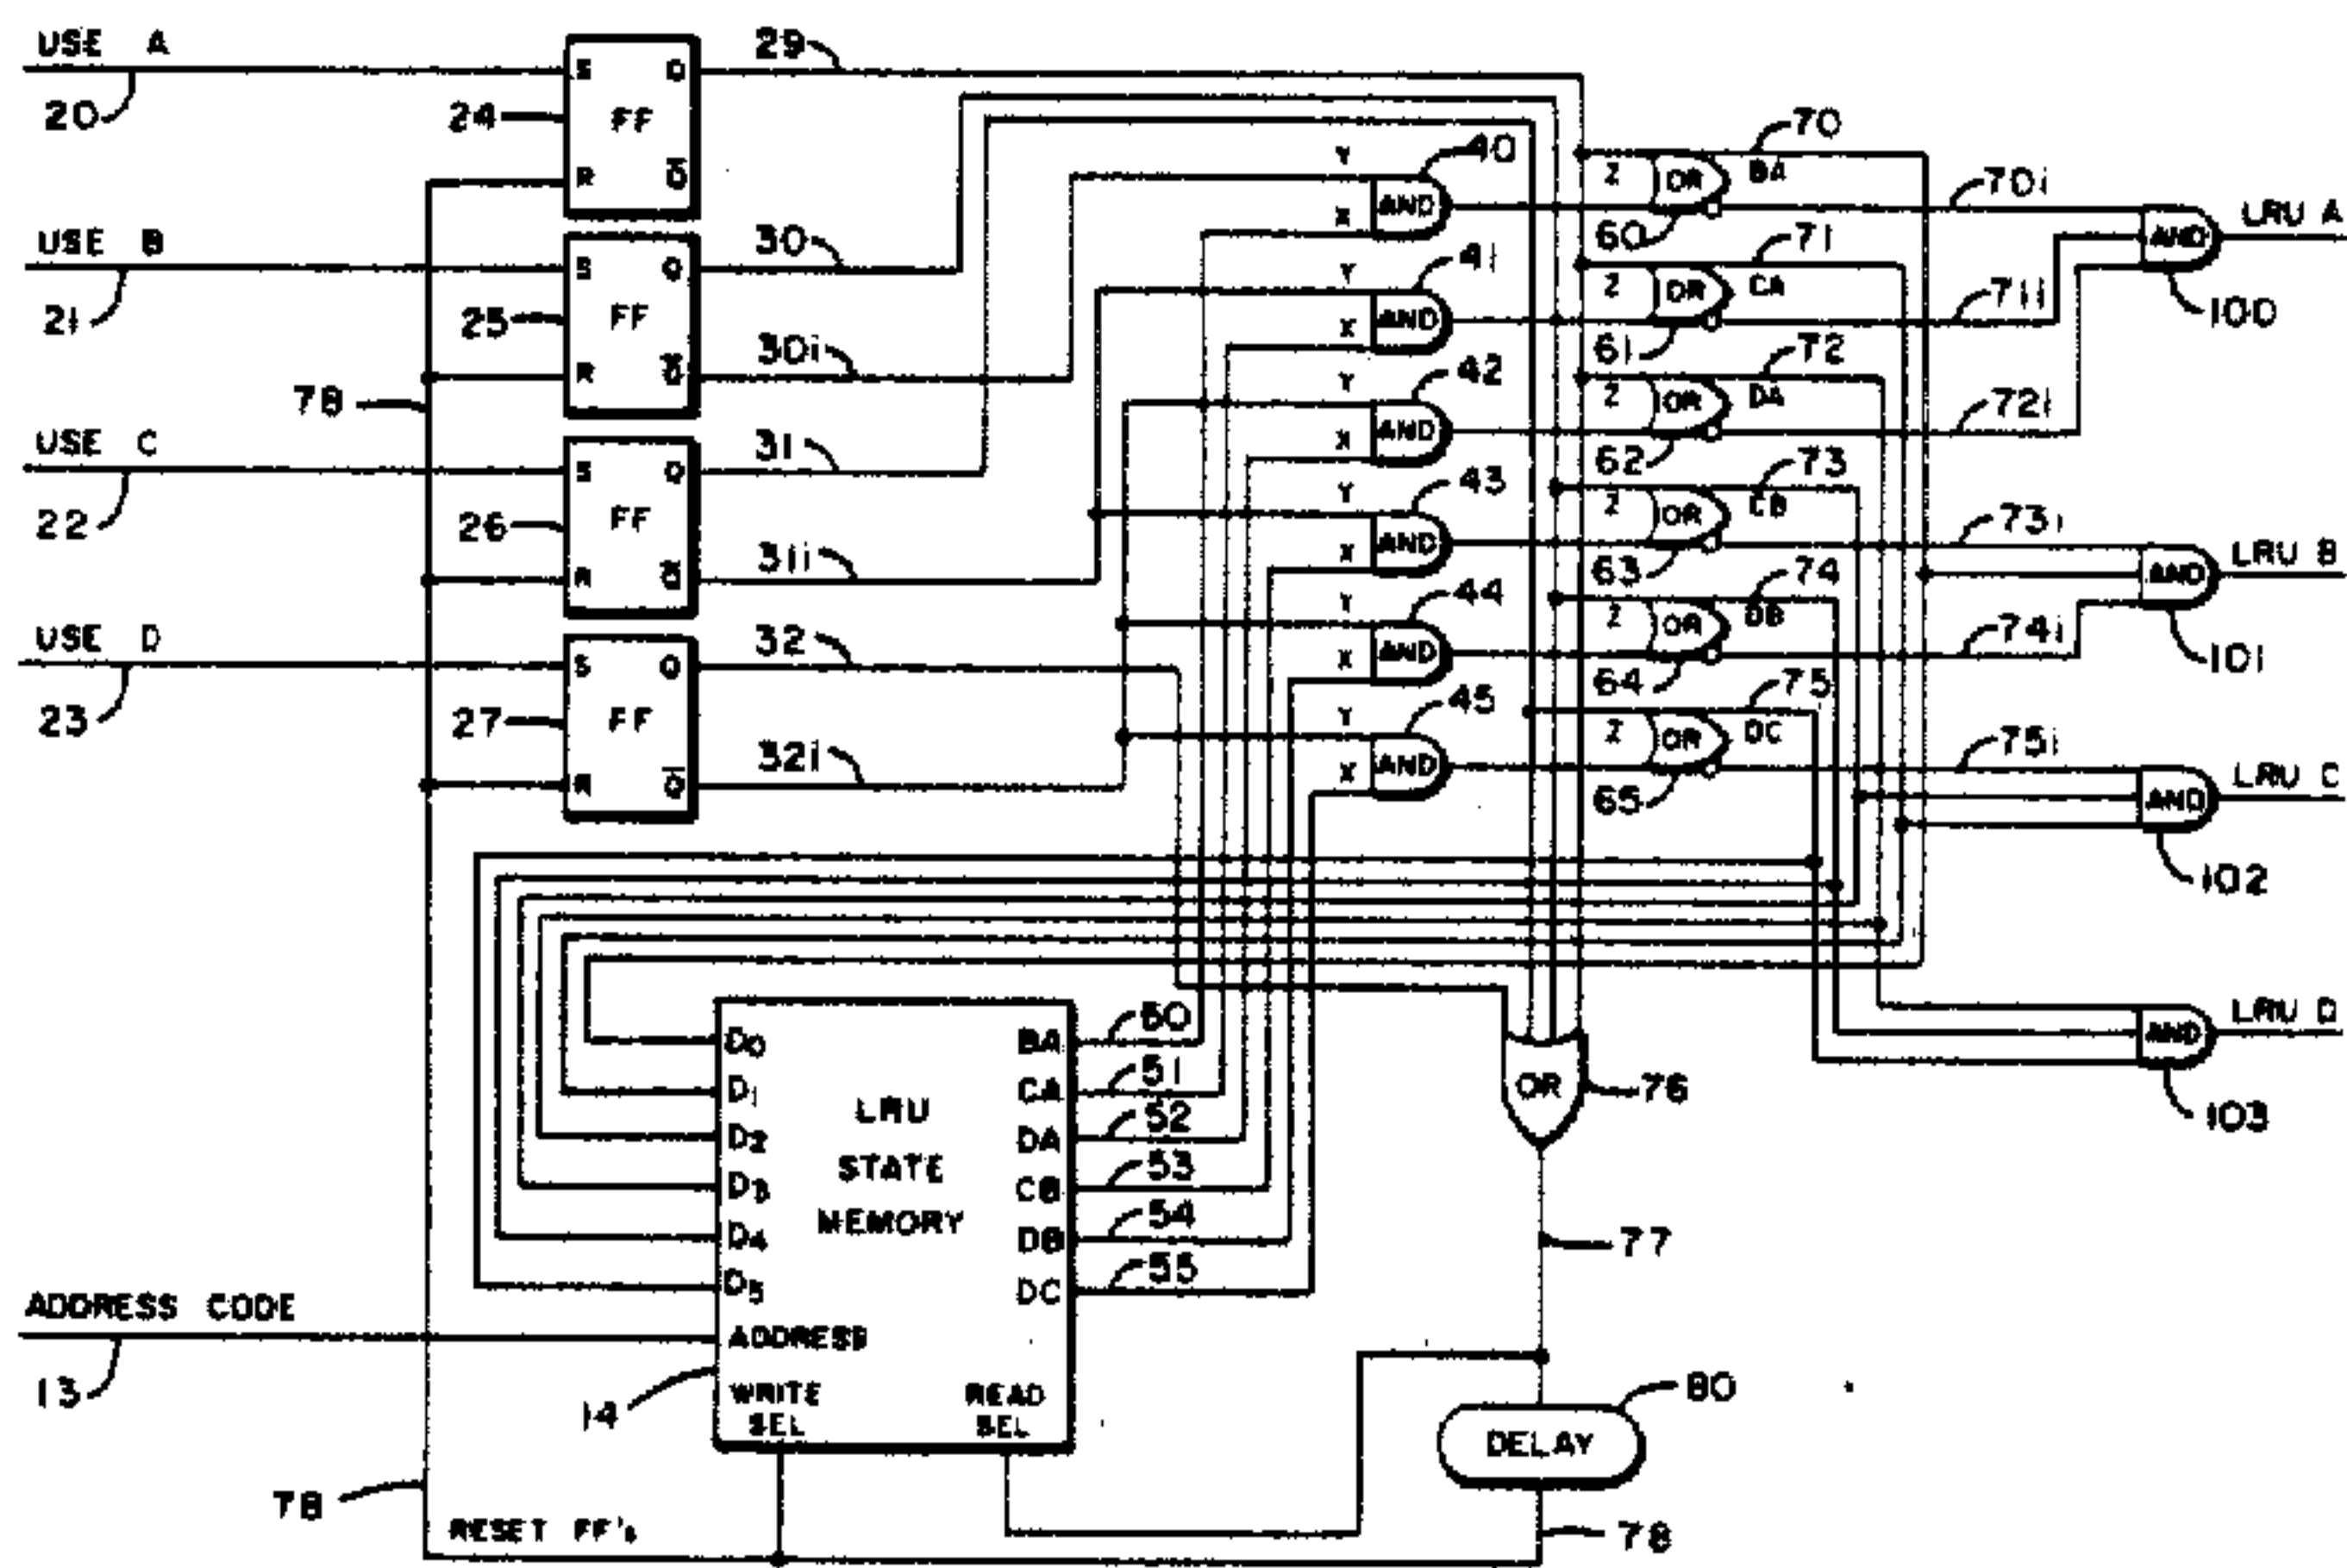 USE A
20
24
S Q
FF
R Q̅
29
USE B
21
25
S Q
FF
R Q̅
30
30i
78
USE C
22
26
S Q
FF
R Q̅
31
31i
USE D
23
27
S Q
FF
R Q̅
32
32i
Y
X
AND
40
Y
X
AND
41
Y
X
AND
42
Y
X
AND
43
Y
X
AND
44
Y
X
AND
45
Z OR BA
60
70
70i
Z OR CA
61
71
71i
Z OR DA
62
72
72i
Z OR CB
63
73
73i
Z OR DB
64
74
74i
Z OR DC
65
75
75i
AND
LRU A
100
AND
LRU B
101
AND
LRU C
102
AND
LRU D
103
D0
D1
D2
D3
D4
D5
ADDRESS
LRU
STATE
MEMORY
BA 50
CA 51
DA 52
CB 53
DB 54
DC 55
WRITE
SEL
READ
SEL
14
ADDRESS CODE
13
OR
76
77
DELAY
80
78
78
RESET FF's